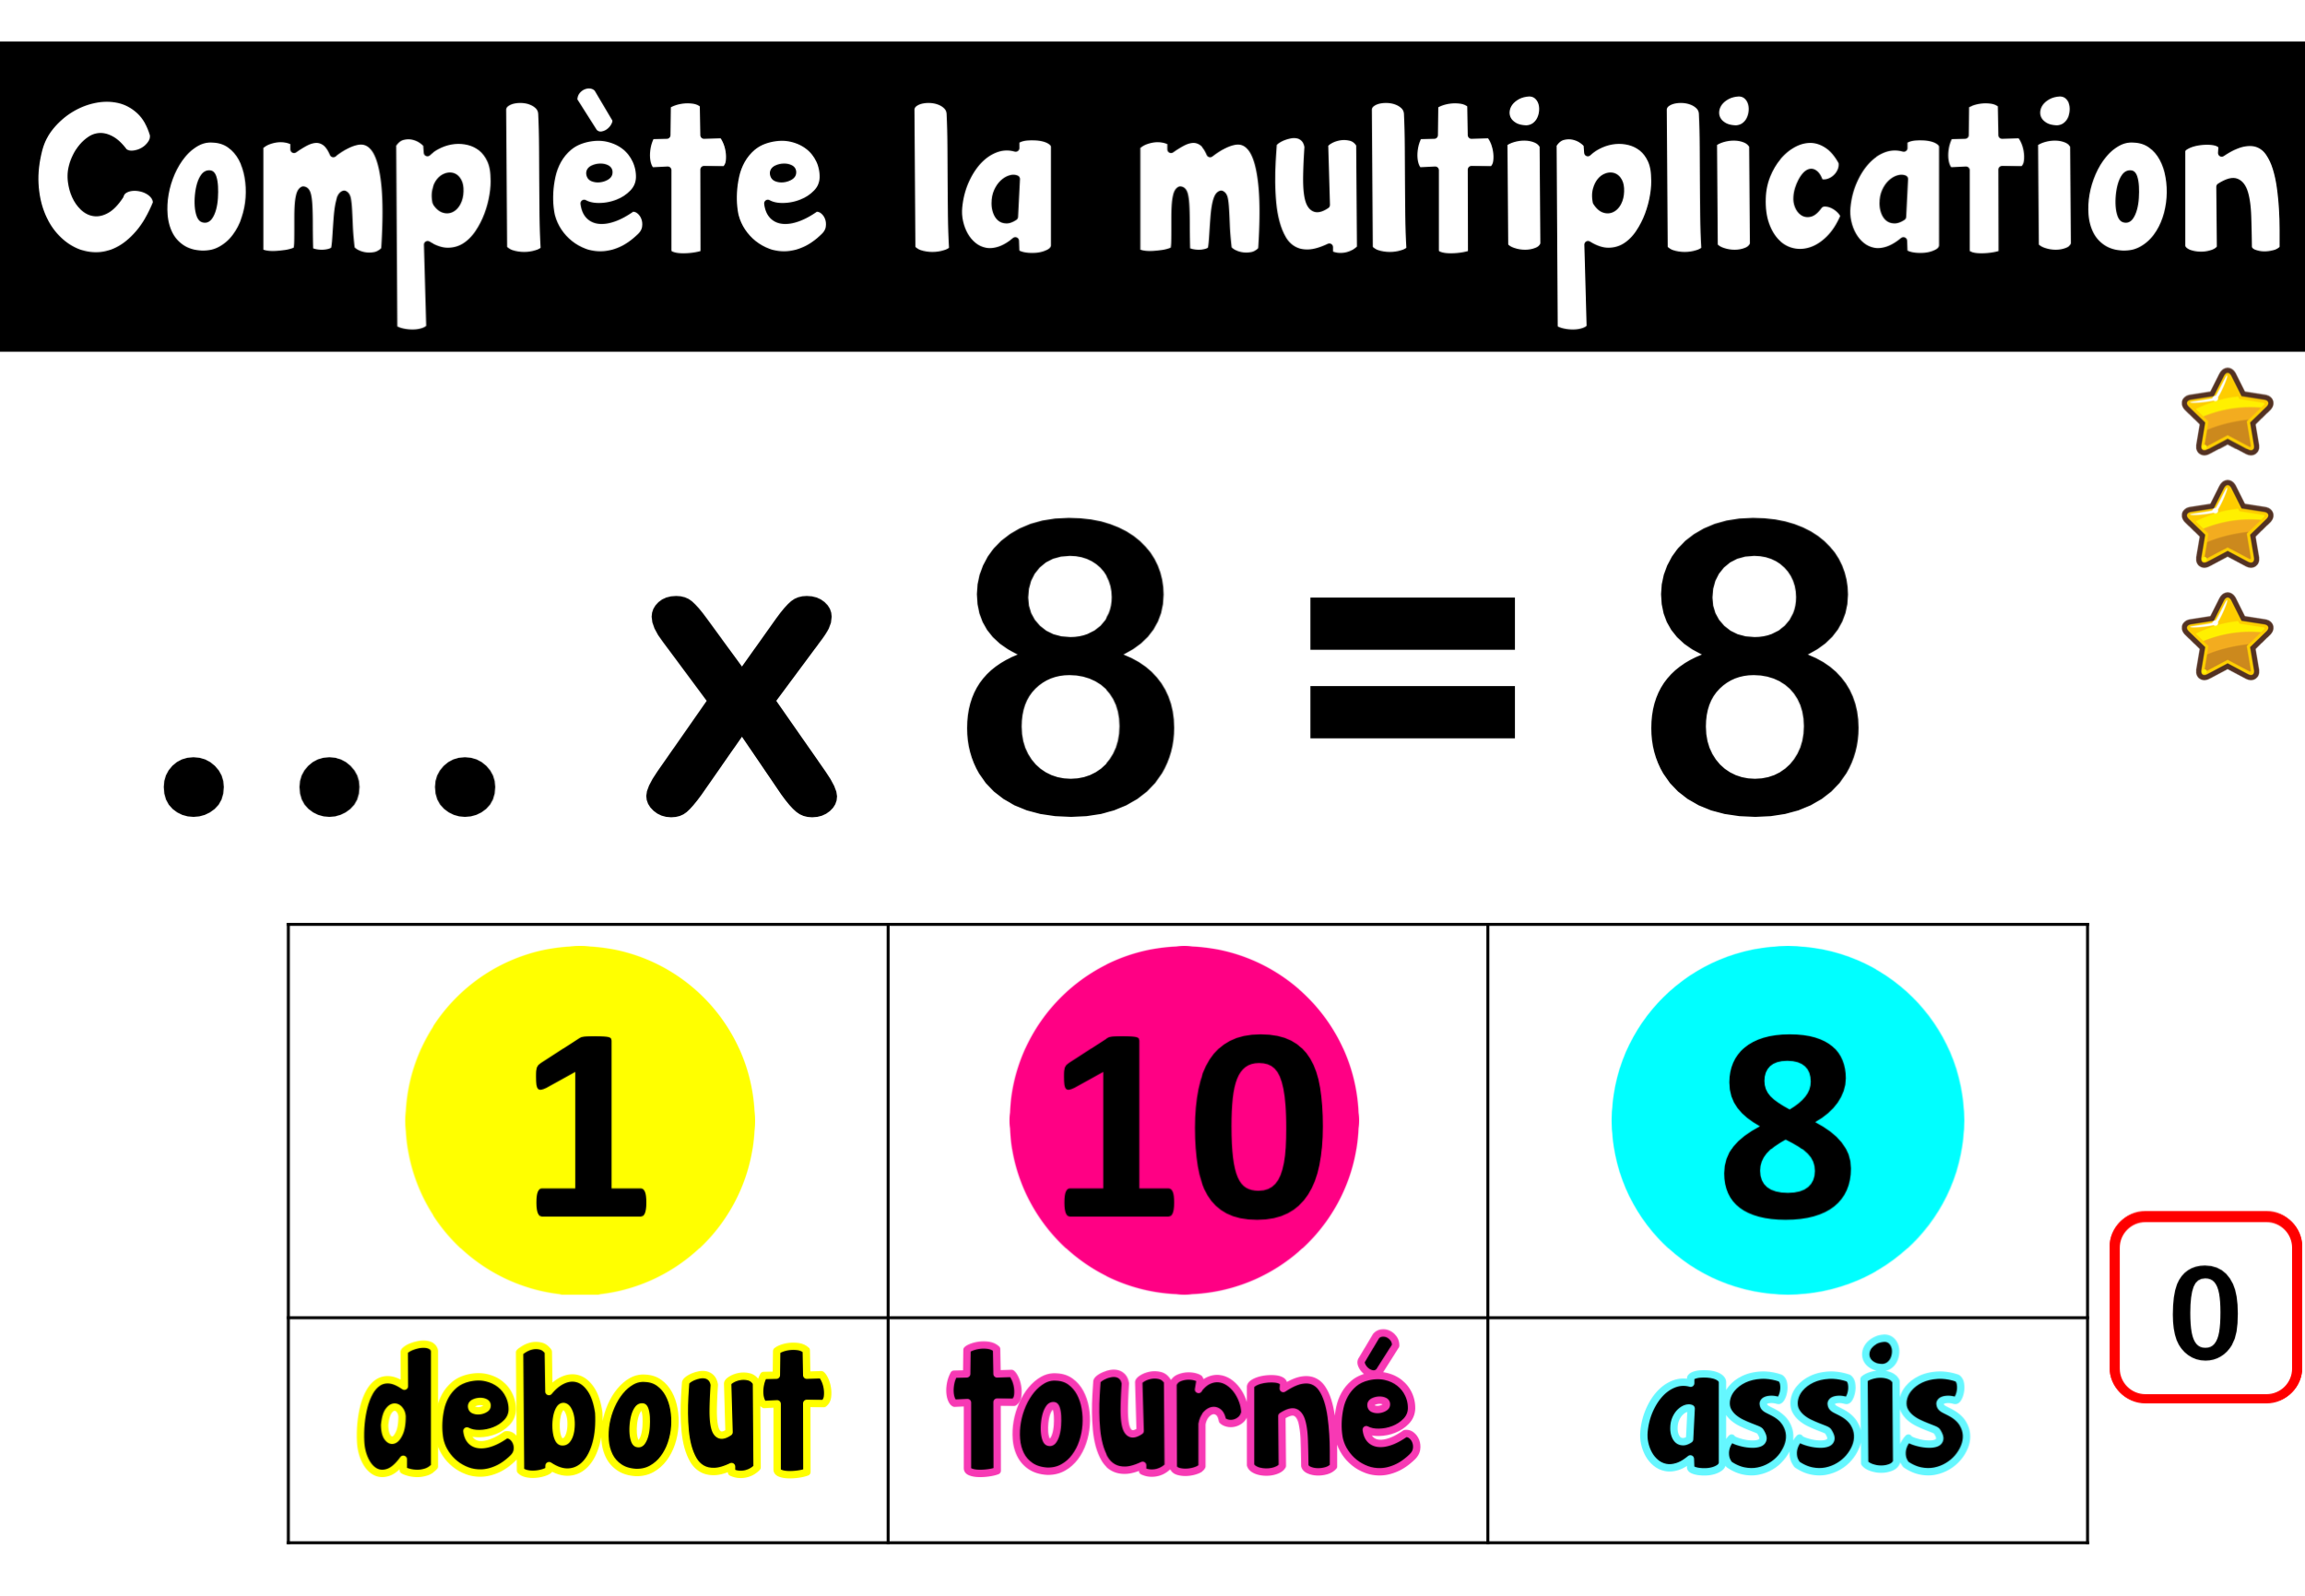 Complète la multiplication
... x 8 = 8
1 10 8
0
debout tourné assis